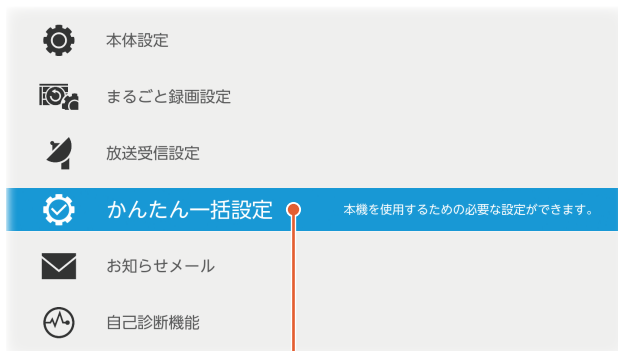 本体設定
まるごと録画設定
放送受信設定
かんたん一括設定
本機を使用するための必要な設定ができます。
お知らせメール
自己診断機能